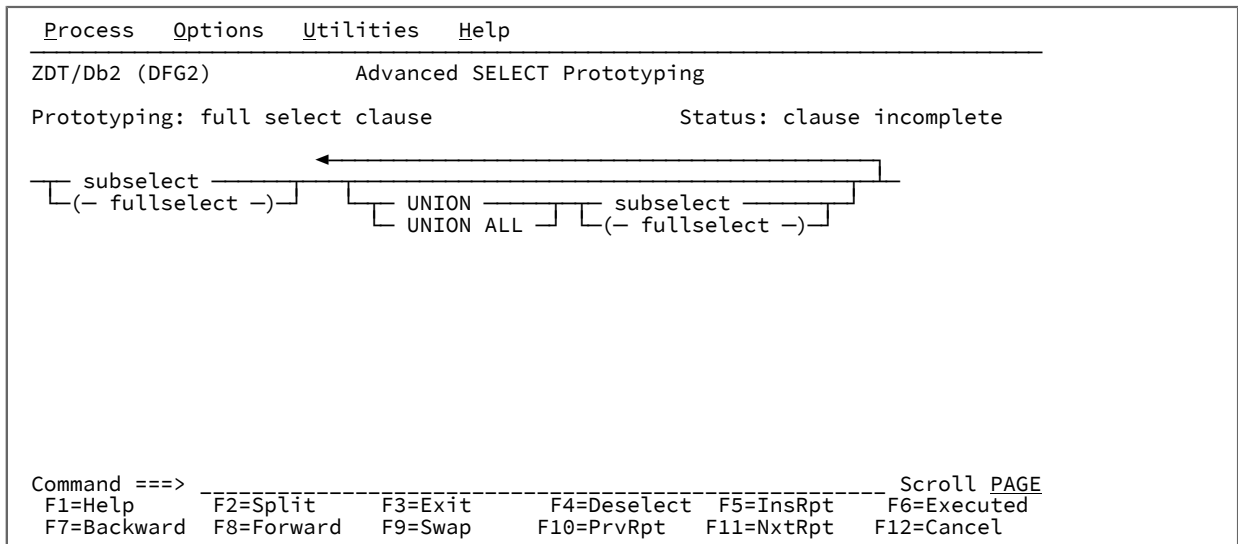 Process Options Utilities Help
ZDT/Db2 (DFG2) Advanced SELECT Prototyping
Prototyping: full select clause Status: clause incomplete
subselect
(— fullselect —) UNION subselect
UNION ALL (— fullselect —)
Command ===> Scroll PAGE
F1=Help F2=Split F3=Exit F4=Deselect F5=InsRpt F6=Executed
F7=Backward F8=Forward F9=Swap F10=PrvRpt F11=NxtRpt F12=Cancel